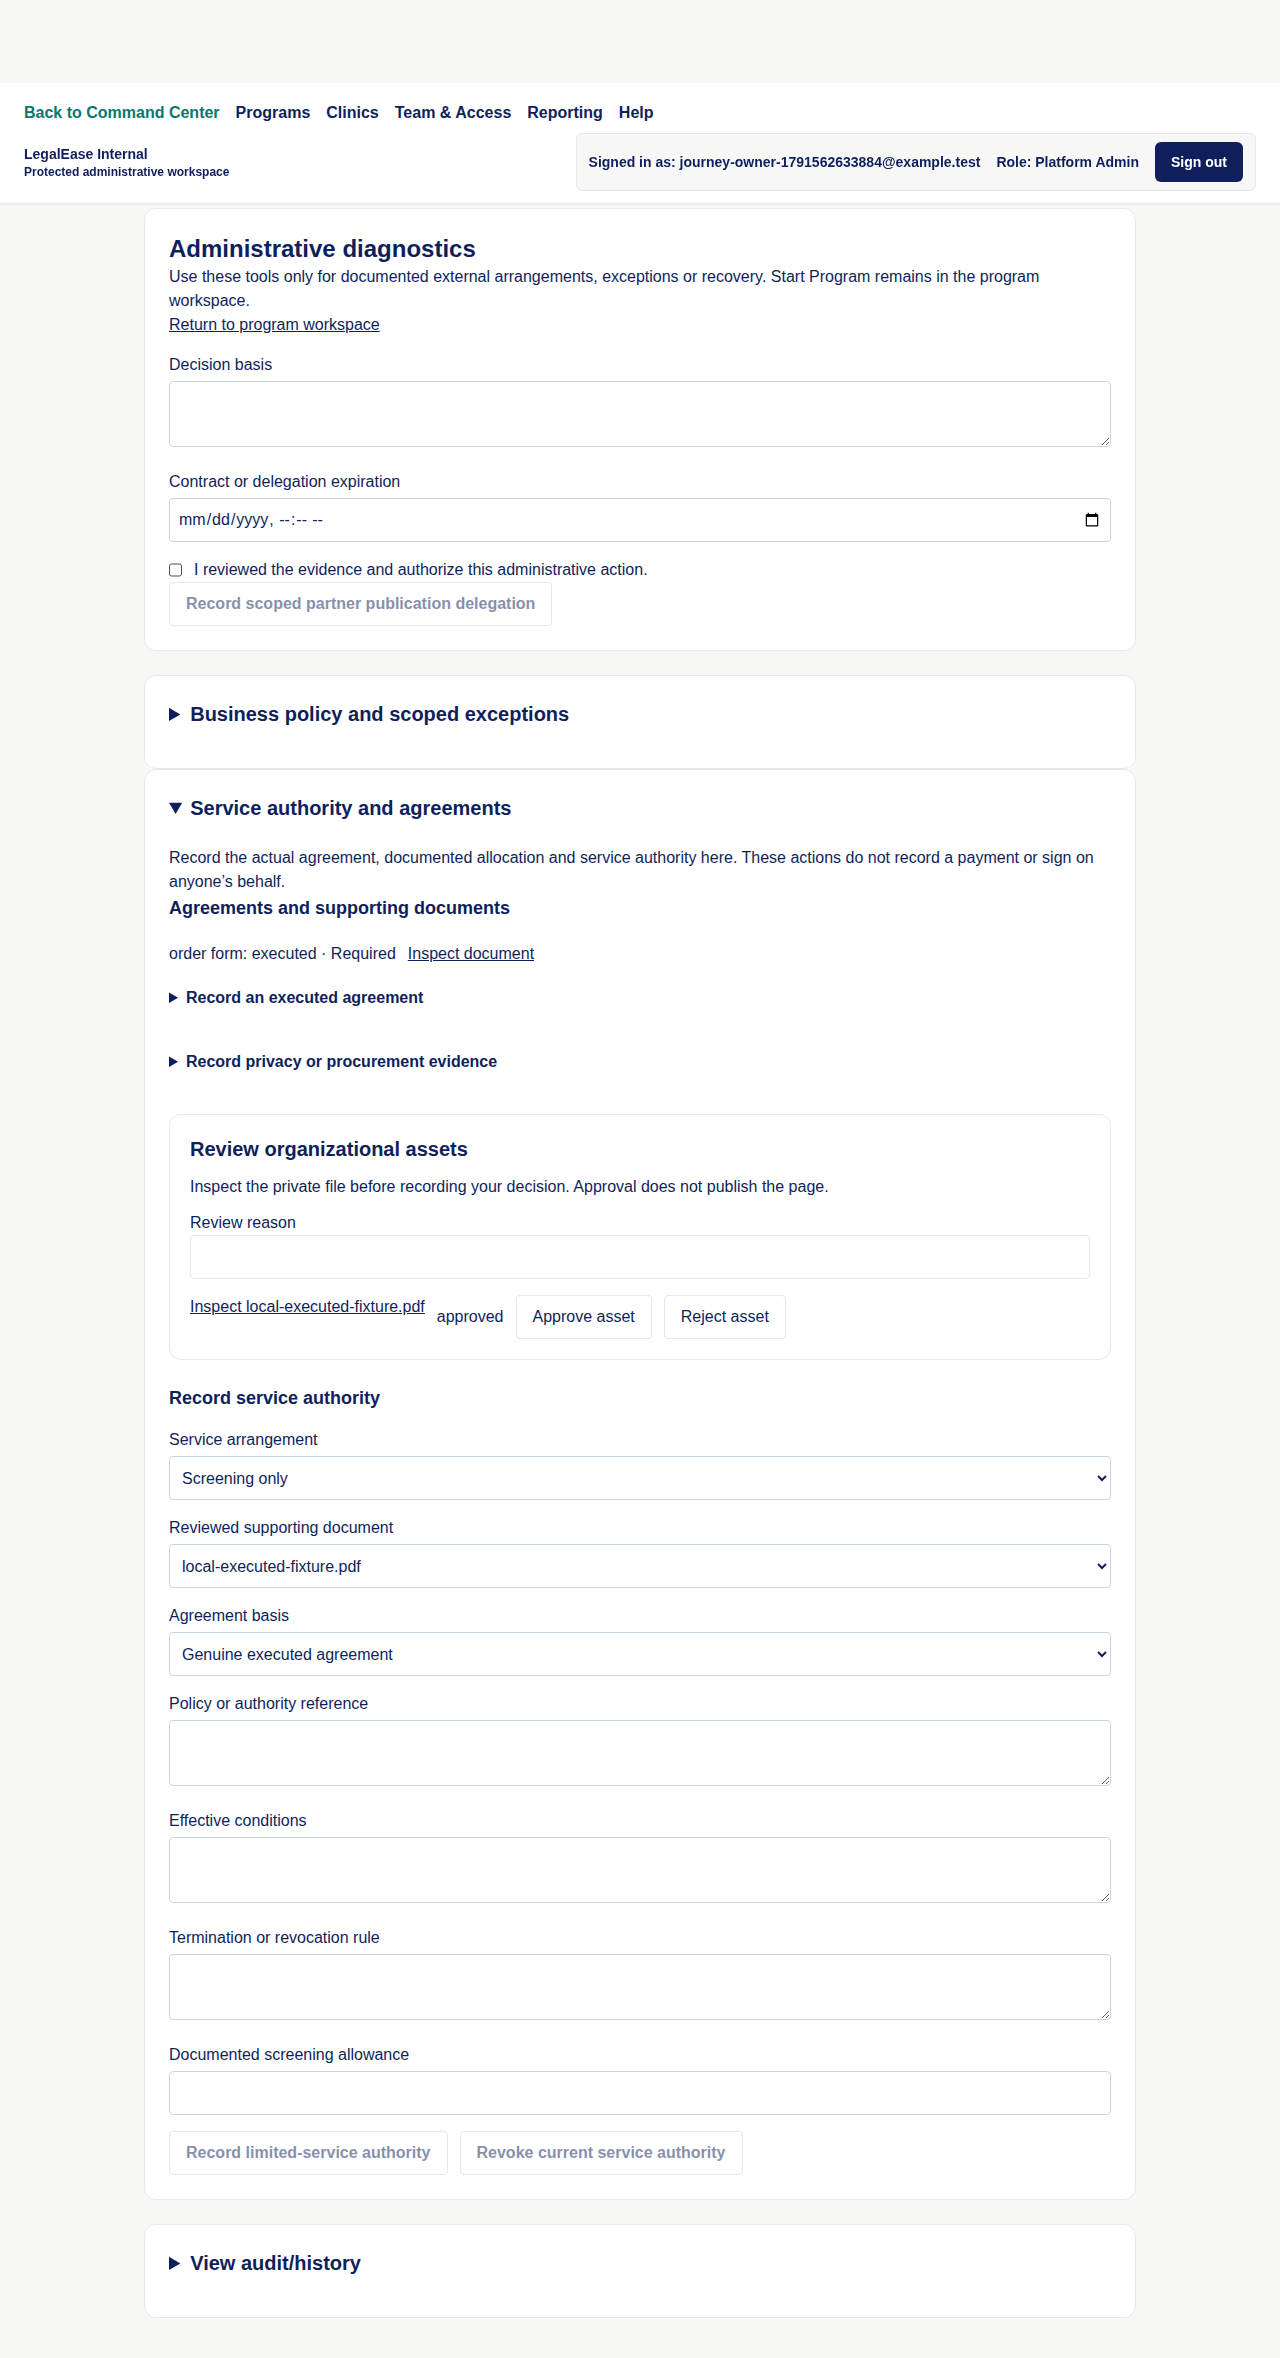 Back to Command Center Programs Clinics Team & Access Reporting Help
LegalEase Internal
Protected administrative workspace
Signed in as: journey-owner-1791562633884@example.test Role: Platform Admin Sign out
Administrative diagnostics
Use these tools only for documented external arrangements, exceptions or recovery. Start Program remains in the program
workspace.
Return to program workspace
Decision basis
Contract or delegation expiration
mm/dd/yyyy, --:-- --
I reviewed the evidence and authorize this administrative action.
Record scoped partner publication delegation
Business policy and scoped exceptions
Service authority and agreements
Record the actual agreement, documented allocation and service authority here. These actions do not record a payment or sign on
anyone’s behalf.
Agreements and supporting documents
order form: executed · Required Inspect document
Record an executed agreement
Record privacy or procurement evidence
Review organizational assets
Inspect the private file before recording your decision. Approval does not publish the page.
Review reason
Inspect local-executed-fixture.pdf approved Approve asset Reject asset
Record service authority
Service arrangement
Screening only
Reviewed supporting document
local-executed-fixture.pdf
Agreement basis
Genuine executed agreement
Policy or authority reference
Effective conditions
Termination or revocation rule
Documented screening allowance
Record limited-service authority Revoke current service authority
View audit/history